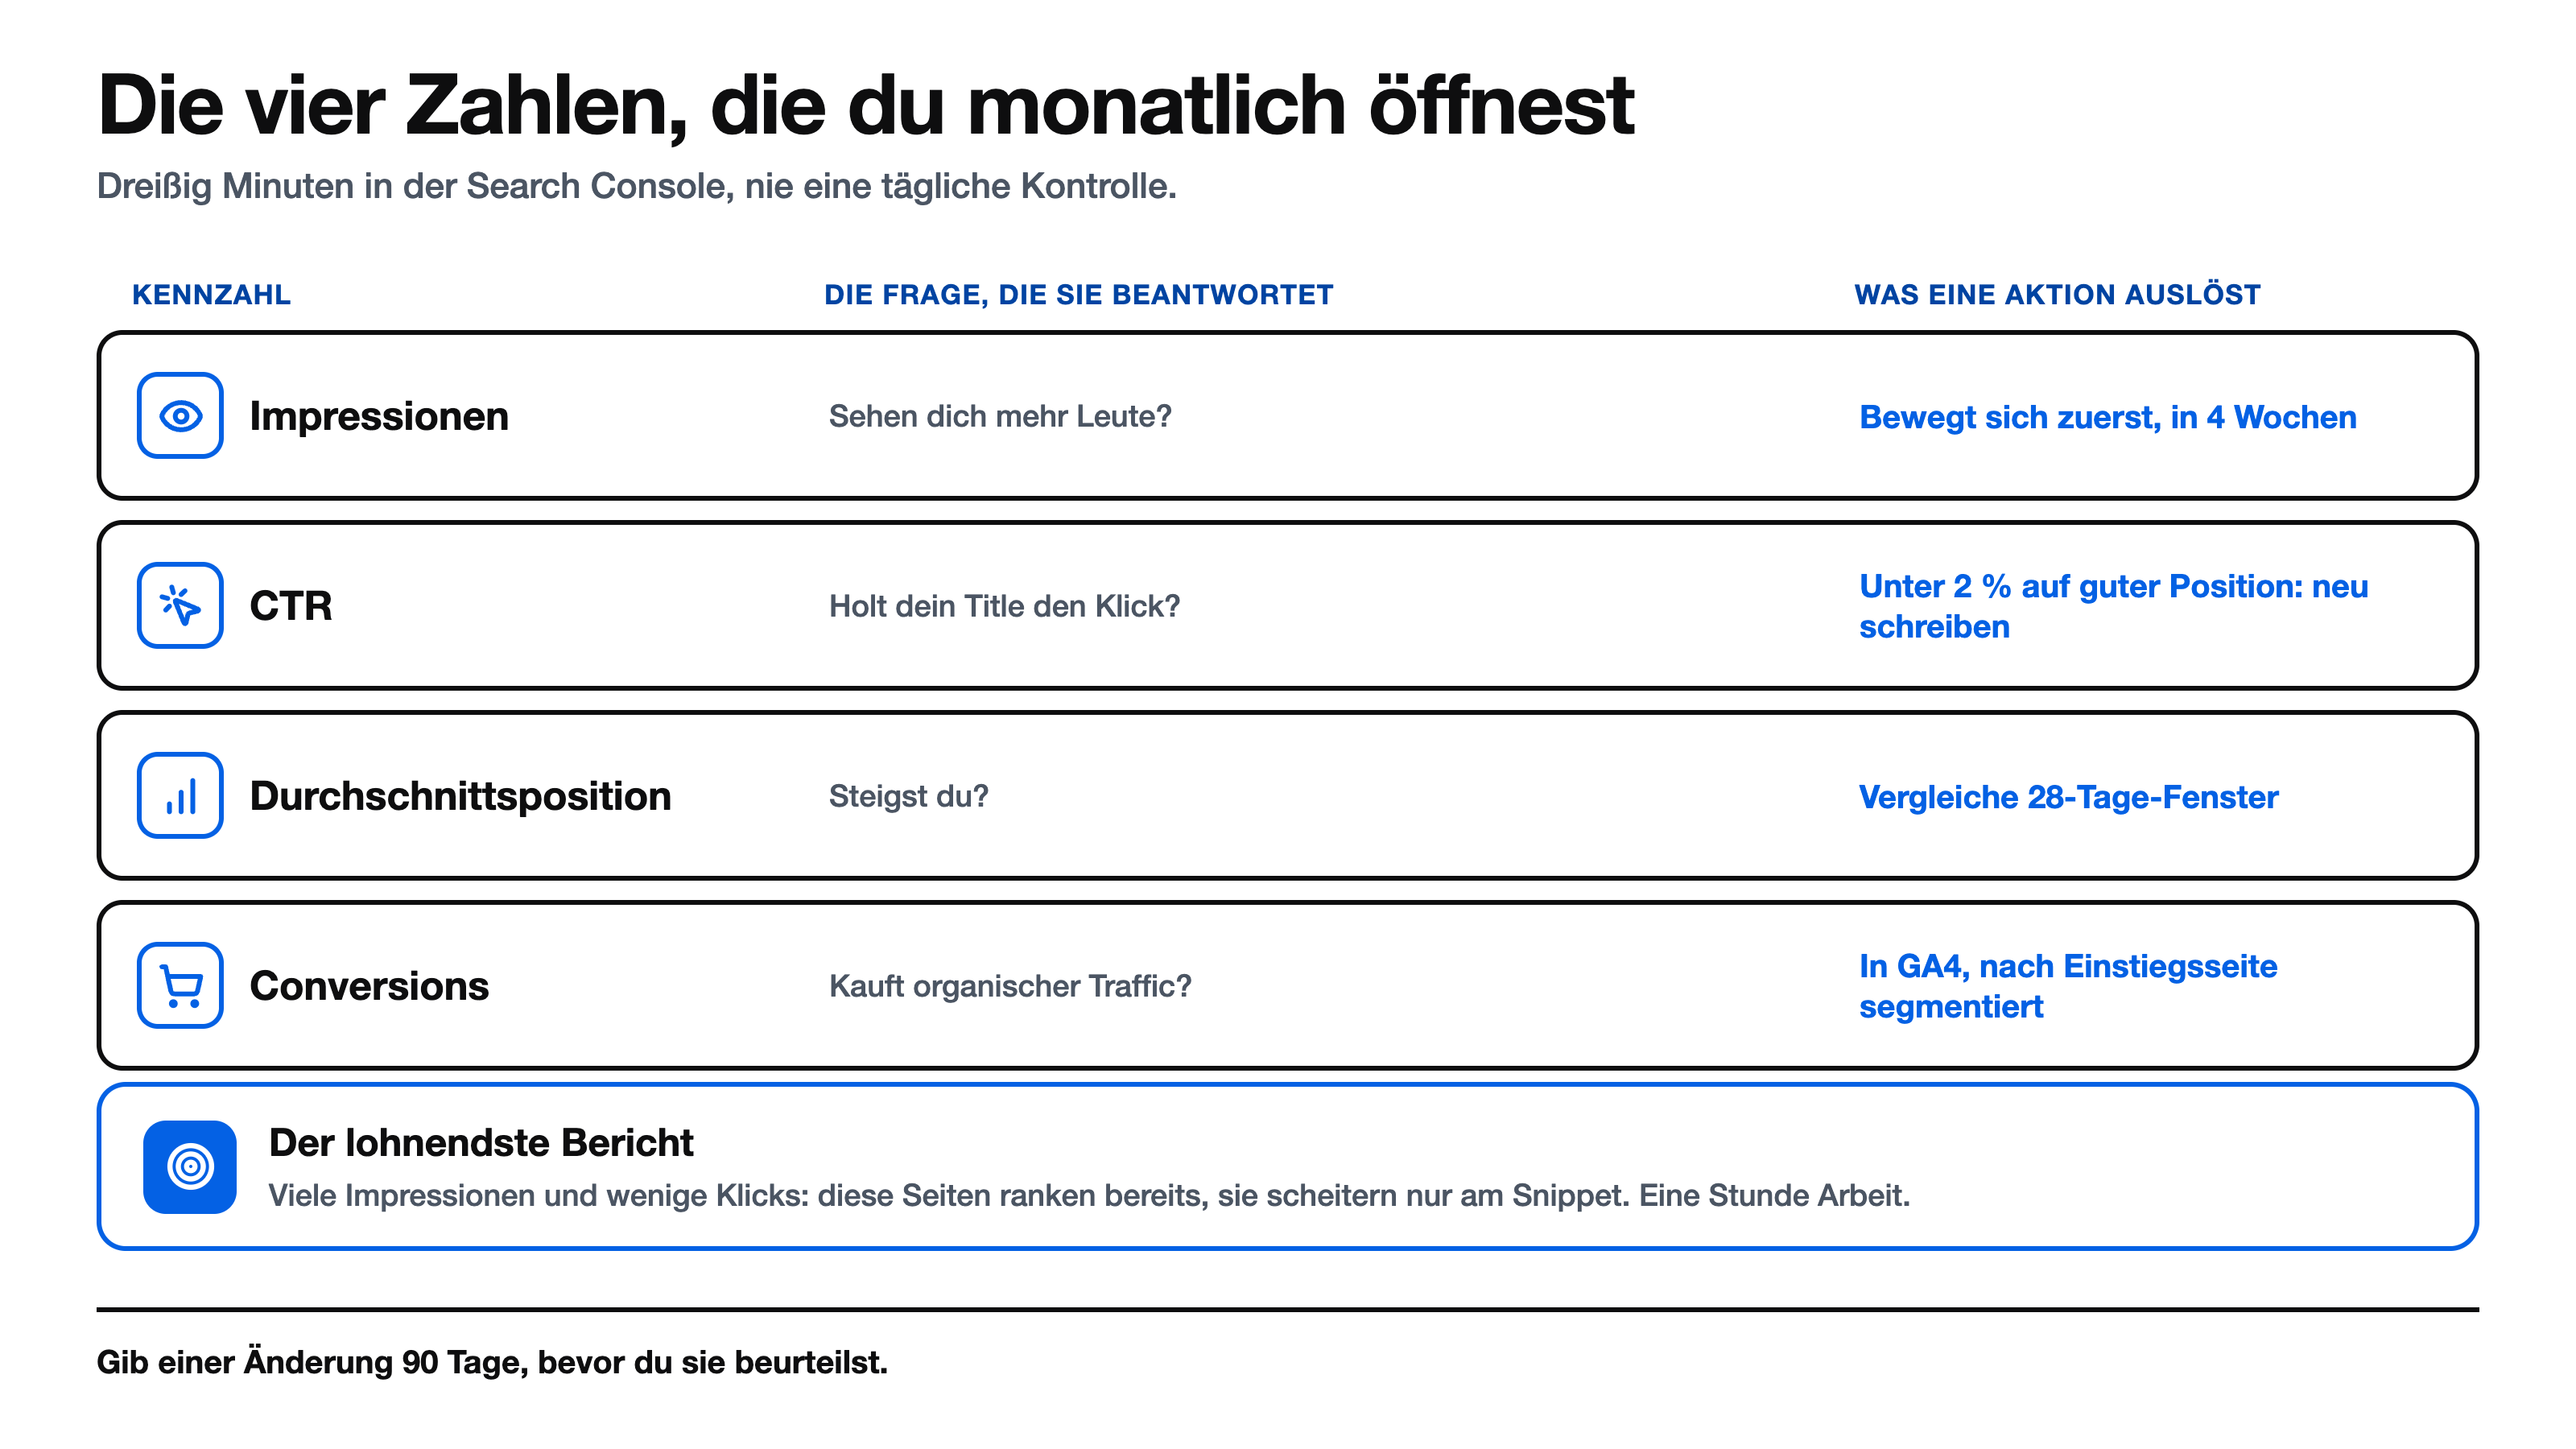 Die vier Zahlen, die du monatlich öffnest
Dreißig Minuten in der Search Console, nie eine tägliche Kontrolle.
KENNZAHL
DIE FRAGE, DIE SIE BEANTWORTET
WAS EINE AKTION AUSLÖST
Impressionen
Sehen dich mehr Leute?
Bewegt sich zuerst, in 4 Wochen
CTR
Holt dein Title den Klick?
Unter 2 % auf guter Position: neu
schreiben
Durchschnittsposition
Steigst du?
Vergleiche 28-Tage-Fenster
Conversions
Kauft organischer Traffic?
In GA4, nach Einstiegsseite
segmentiert
Der lohnendste Bericht
Viele Impressionen und wenige Klicks: diese Seiten ranken bereits, sie scheitern nur am Snippet. Eine Stunde Arbeit.
Gib einer Änderung 90 Tage, bevor du sie beurteilst.